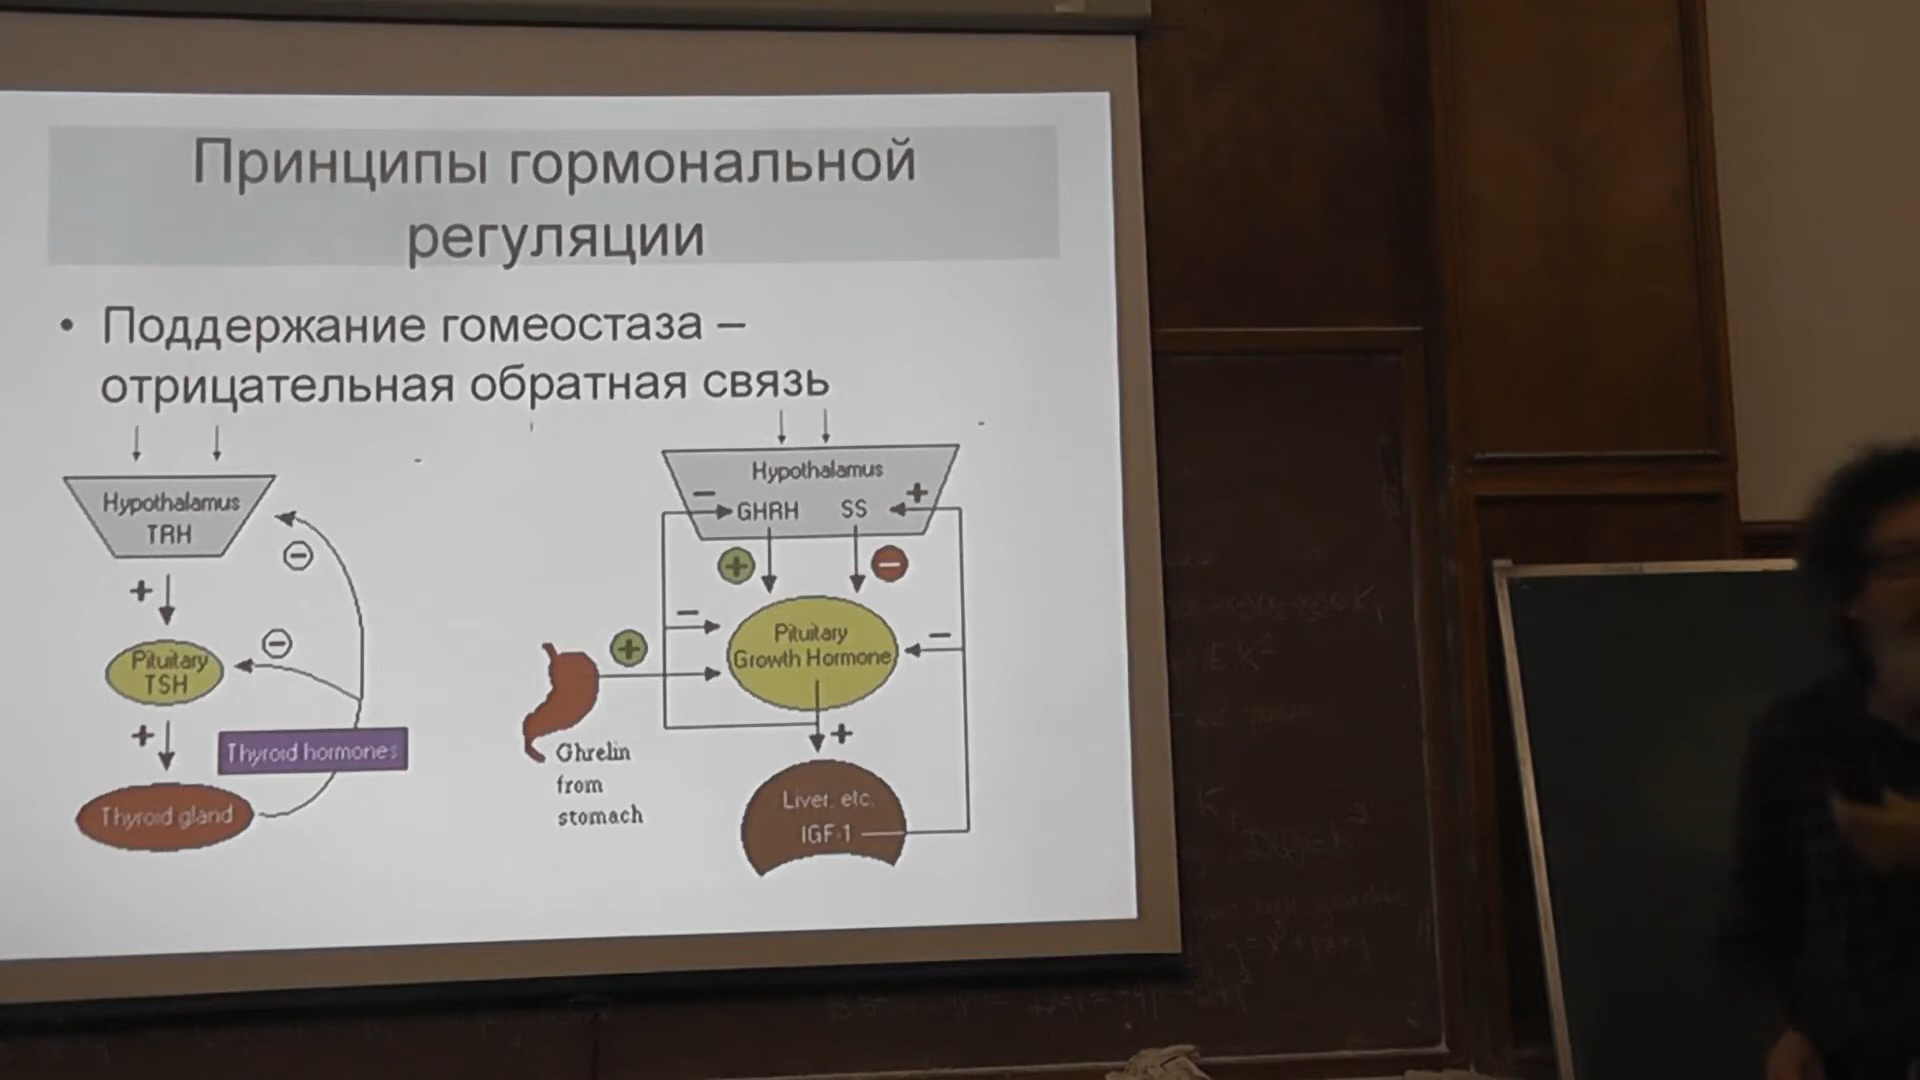 Принципы гормональной
регуляции
• Поддержание гомеостаза –
отрицательная обратная связь
Hypothalamus
TRH
+
Pituitary
TSH
+
Thyroid hormones
Thyroid gland
Hypothalamus
GHRH SS
Pituitary
Growth Hormone
+
Ghrelin
from
stomach
Liver, etc.
IGF-1